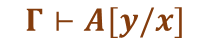 𝚪 ⊢ 𝑨[𝒚/𝒙]